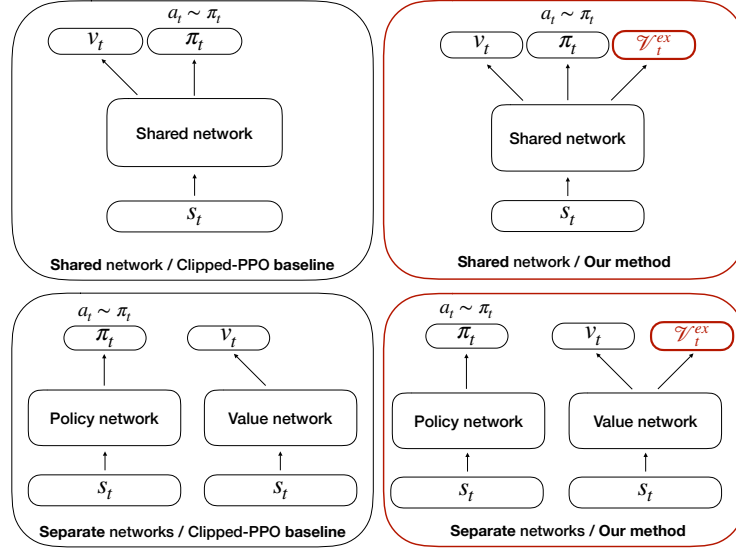 a_t ~ π_t
v_t π_t
Shared network
s_t
Shared network / Clipped-PPO baseline
a_t ~ π_t
v_t π_t 𝒱_t^{ex}
Shared network
s_t
Shared network / Our method
a_t ~ π_t
π_t v_t
Policy network Value network
s_t s_t
Separate networks / Clipped-PPO baseline
a_t ~ π_t
π_t v_t 𝒱_t^{ex}
Policy network Value network
s_t s_t
Separate networks / Our method